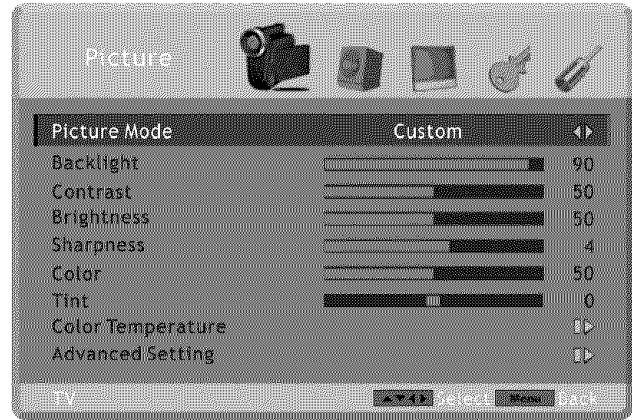 Picture
Picture Mode Custom
Backlight 90
Contrast 50
Brightness 50
Sharpness 4
Color 50
Tint 0
Color Temperature
Advanced Setting
TV Select Menu Back